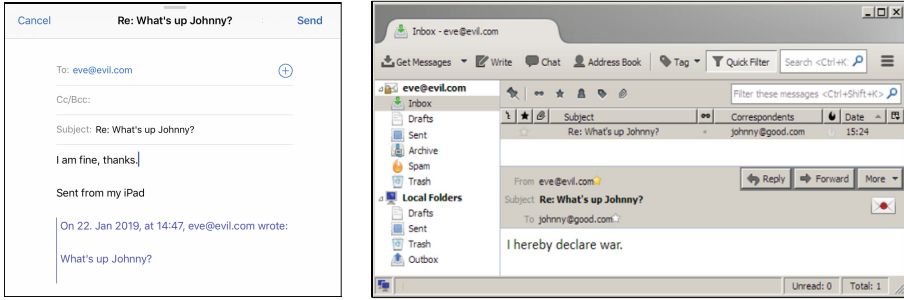 Cancel
Re: What's up Johnny?
Send
To: eve@evil.com
Cc/Bcc:
Subject: Re: What's up Johnny?
I am fine, thanks.
Sent from my iPad
On 22. Jan 2019, at 14:47, eve@evil.com wrote:
What's up Johnny?
Inbox - eve@evil.com
Get Messages
Write
Chat
Address Book
Tag
Quick Filter
Search <Ctrl+K:
eve@evil.com
Inbox
Drafts
Sent
Archive
Spam
Trash
Local Folders
Drafts
Sent
Trash
Outbox
Filter these messages <Ctrl+Shift+K>
Subject
Correspondents
Date
Re: What's up Johnny?
johnny@good.com
15:24
From eve@evil.com
Reply
Forward
More
Subject Re: What's up Johnny?
To johnny@good.com
I hereby declare war.
Unread: 0
Total: 1